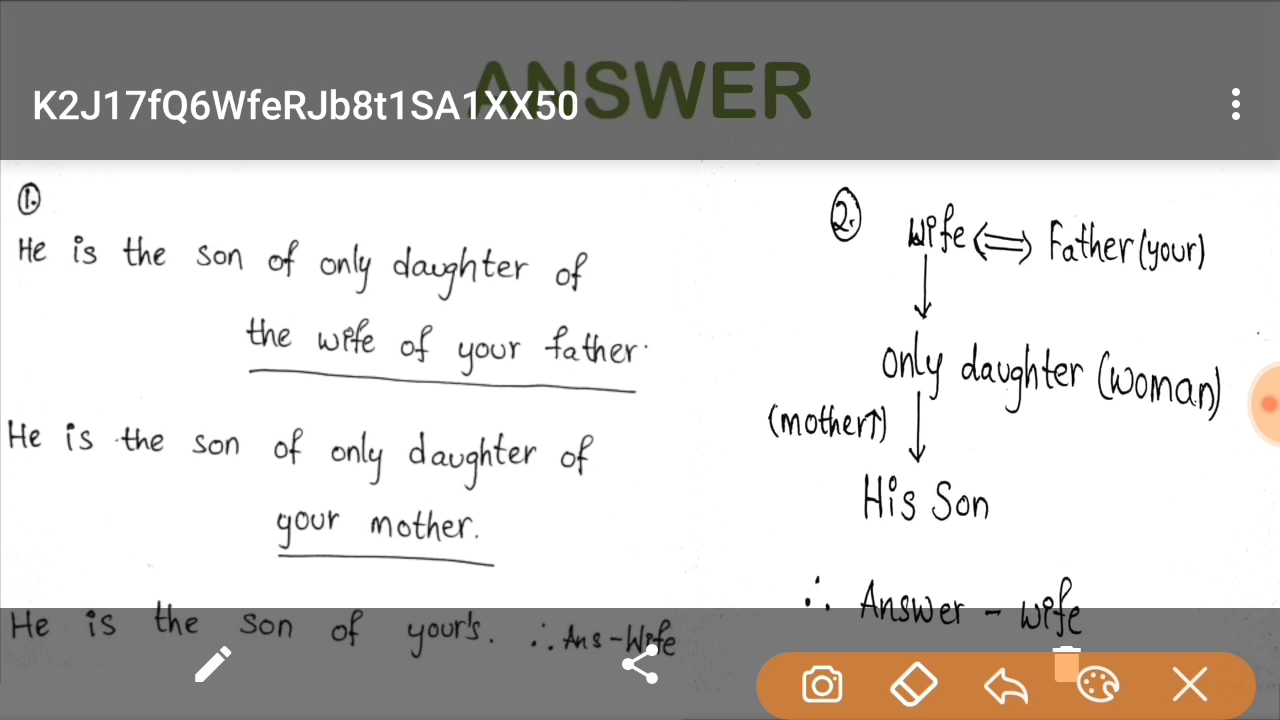 ANSWER
K2J17fQ6WfeRJb8t1SA1XX50
1.
He is the son of only daughter of
the wife of your father.
He is the son of only daughter of
your mother.
He is the son of your's. ∴ Ans - Wife
2.
Wife ⟺ Father (your)
↓
only daughter (woman)
(mother↑) ↓
His Son
∴ Answer - wife